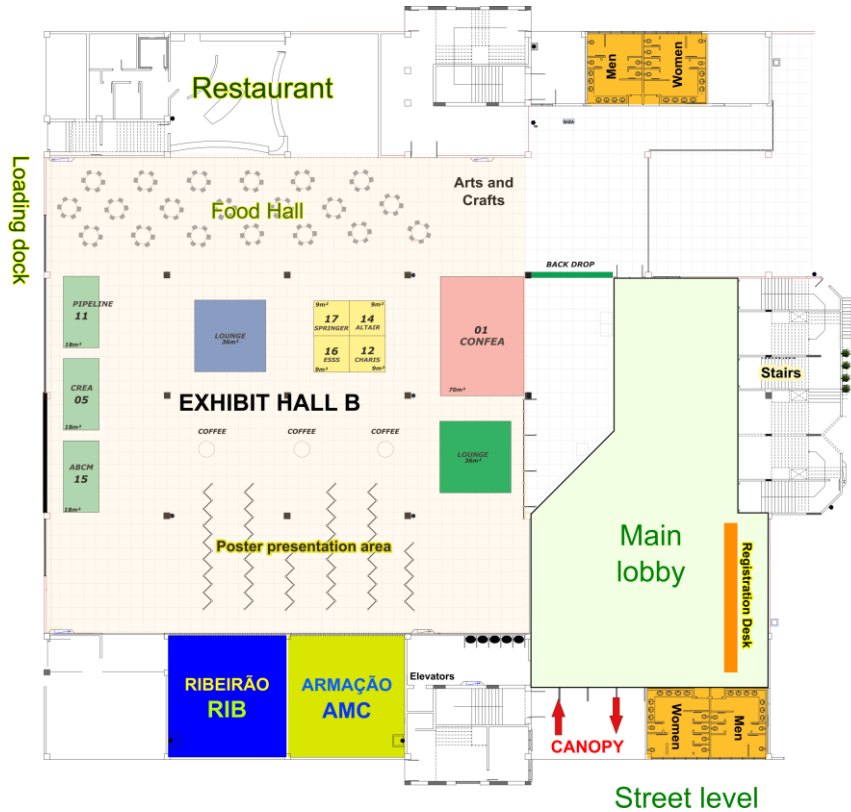 Men
Women
Restaurant
Loading dock
Food Hall
Arts and
Crafts
BACK DROP
PIPELINE
11
18m²
LOUNGE
36m²
9m²
9m²
17
SPRINGER
14
ALTAIR
16
ESSS
12
CHARIS
9m²
9m²
01
CONFEA
70m²
CREA
05
18m²
Stairs
EXHIBIT HALL B
COFFEE
COFFEE
COFFEE
LOUNGE
36m²
ABCM
15
18m²
Poster presentation area
Main
lobby
Registration Desk
RIBEIRÃO
RIB
ARMAÇÃO
AMC
Elevators
CANOPY
Women
Men
Street level